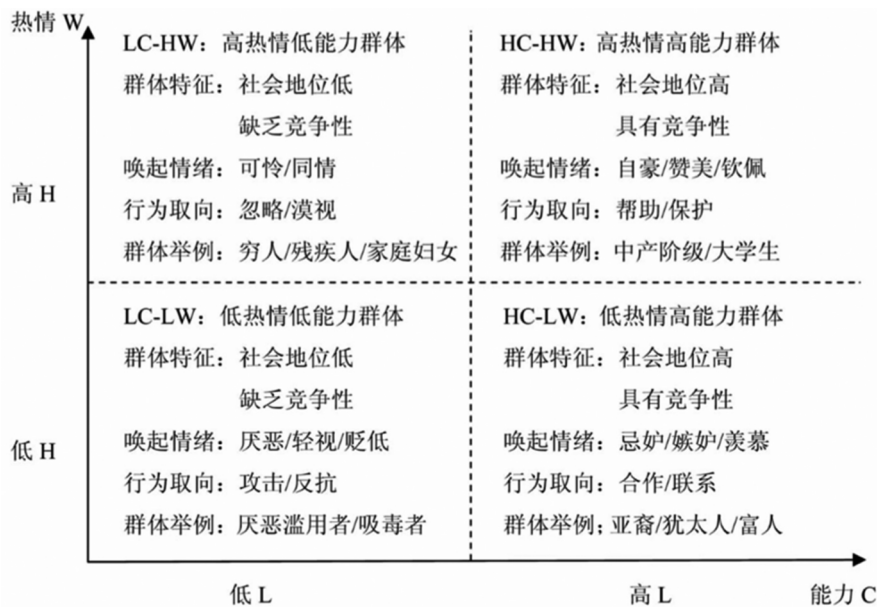 热情 W
LC-HW：高热情低能力群体
群体特征：社会地位低
缺乏竞争性
唤起情绪：可怜/同情
行为取向：忽略/漠视
群体举例：穷人/残疾人/家庭妇女
HC-HW：高热情高能力群体
群体特征：社会地位高
具有竞争性
唤起情绪：自豪/赞美/钦佩
行为取向：帮助/保护
群体举例：中产阶级/大学生
高 H
LC-LW：低热情低能力群体
群体特征：社会地位低
缺乏竞争性
唤起情绪：厌恶/轻视/贬低
行为取向：攻击/反抗
群体举例：厌恶滥用者/吸毒者
HC-LW：低热情高能力群体
群体特征：社会地位高
具有竞争性
唤起情绪：忌妒/嫉妒/羡慕
行为取向：合作/联系
群体举例；亚裔/犹太人/富人
低 H
低 L
高 L
能力 C